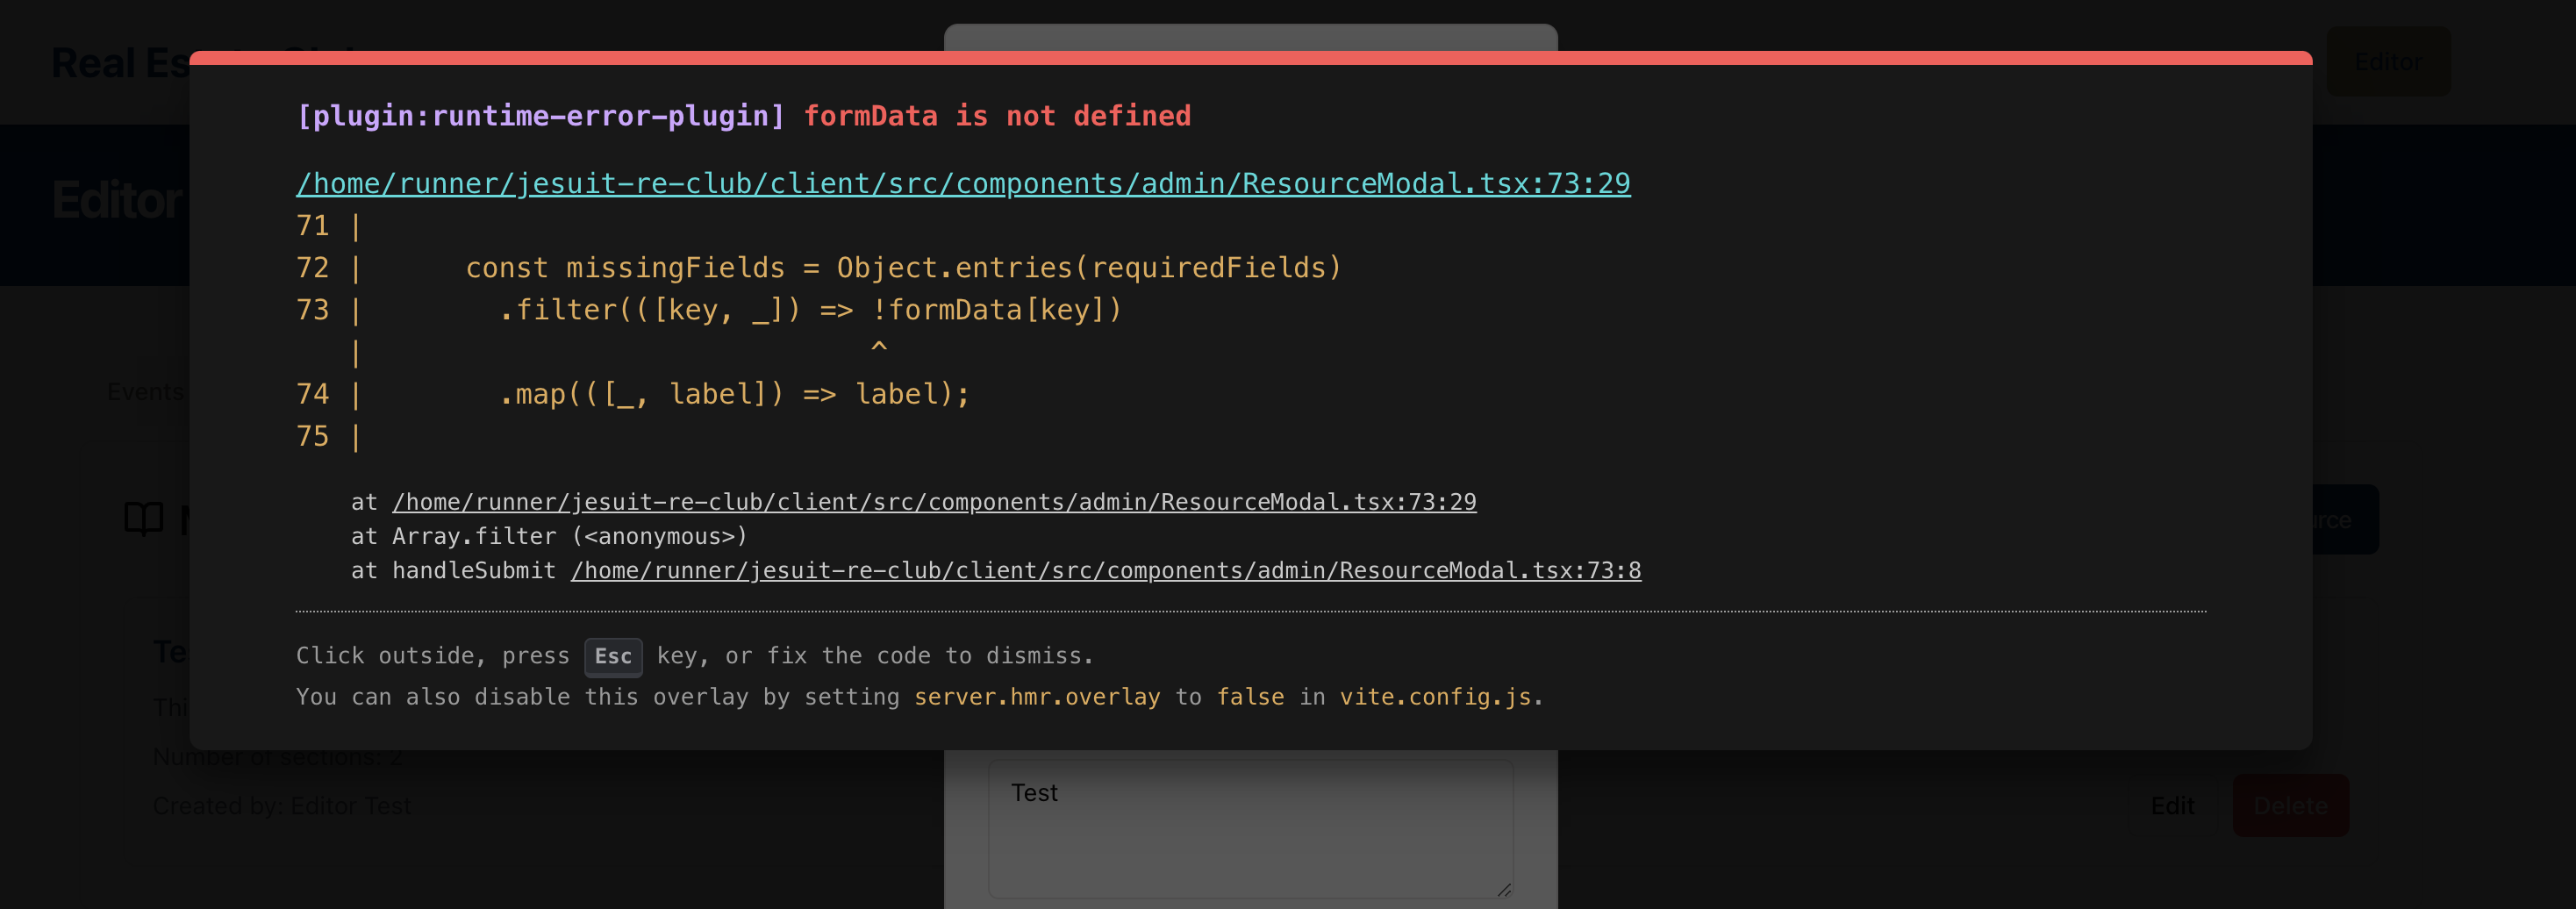 Real Es
Editor
[plugin:runtime-error-plugin] formData is not defined
/home/runner/jesuit-re-club/client/src/components/admin/ResourceModal.tsx:73:29
Editor
71 |
72 |      const missingFields = Object.entries(requiredFields)
73 |        .filter(([key, _]) => !formData[key])
   |                              ^
74 |        .map(([_, label]) => label);
75 |
Events
at /home/runner/jesuit-re-club/client/src/components/admin/ResourceModal.tsx:73:29
at Array.filter (<anonymous>)
at handleSubmit /home/runner/jesuit-re-club/client/src/components/admin/ResourceModal.tsx:73:8
rce
Click outside, press Esc key, or fix the code to dismiss.
You can also disable this overlay by setting server.hmr.overlay to false in vite.config.js.
Te
Thi
Number of sections: 2
Created by: Editor Test
Test
Edit
Delete